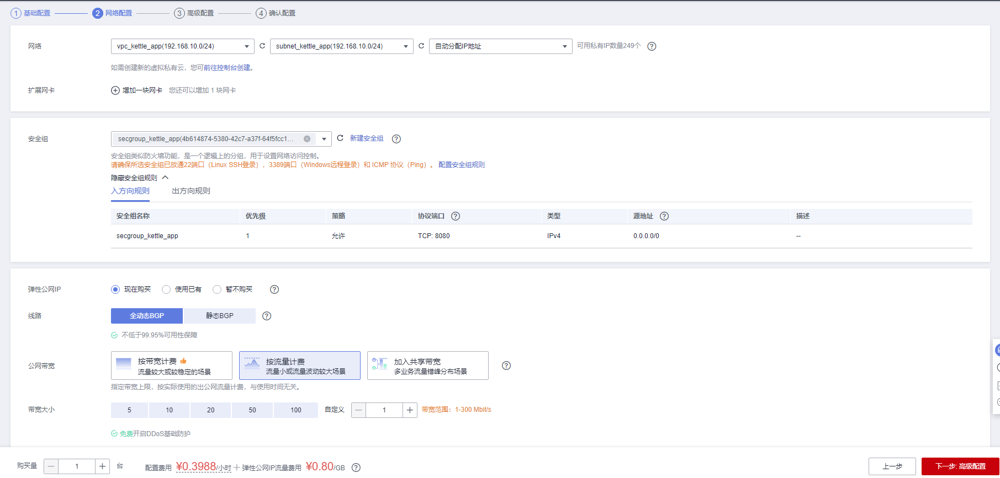 1 基础配置 2 网络配置 3 高级配置 4 确认配置
网络 vpc_kettle_app(192.168.10.0/24) subnet_kettle_app(192.168.10.0/24) 自动分配IP地址 可用私有IP数量249个 ?
如需创建新的虚拟私有云，您可前往控制台创建。
扩展网卡 增加一块网卡 您还可以增加 1 块网卡
安全组 secgroup_kettle_app(4b614874-5380-42c7-a37f-64f5fcc1... 新建安全组 ?
安全组类似防火墙功能，是一个逻辑上的分组，用于设置网络访问控制。
请确保所选安全组已放通22端口（Linux SSH登录），3389端口（Windows远程登录）和 ICMP 协议（Ping）。 配置安全组规则
隐藏安全组规则
入方向规则 出方向规则
安全组名称 优先级 策略 协议端口 ? 类型 源地址 ? 描述
secgroup_kettle_app 1 允许 TCP: 8080 IPv4 0.0.0.0/0 --
弹性公网IP 现在购买 使用已有 暂不购买 ?
线路 全动态BGP 静态BGP ?
不低于99.95%可用性保障
公网带宽 按带宽计费 按流量计费 加入共享带宽 ?
流量较大或较稳定的场景 流量小或流量波动较大场景 多业务流量错峰分布场景
指定带宽上限，按实际使用的出公网流量计费，与使用时间无关。
带宽大小 5 10 20 50 100 自定义 — 1 + 带宽范围：1-300 Mbit/s
免费开启DDoS基础防护
购买量 — 1 + 台 配置费用 ¥0.3988/小时 + 弹性公网IP流量费用 ¥0.80/GB ? 上一步 下一步: 高级配置